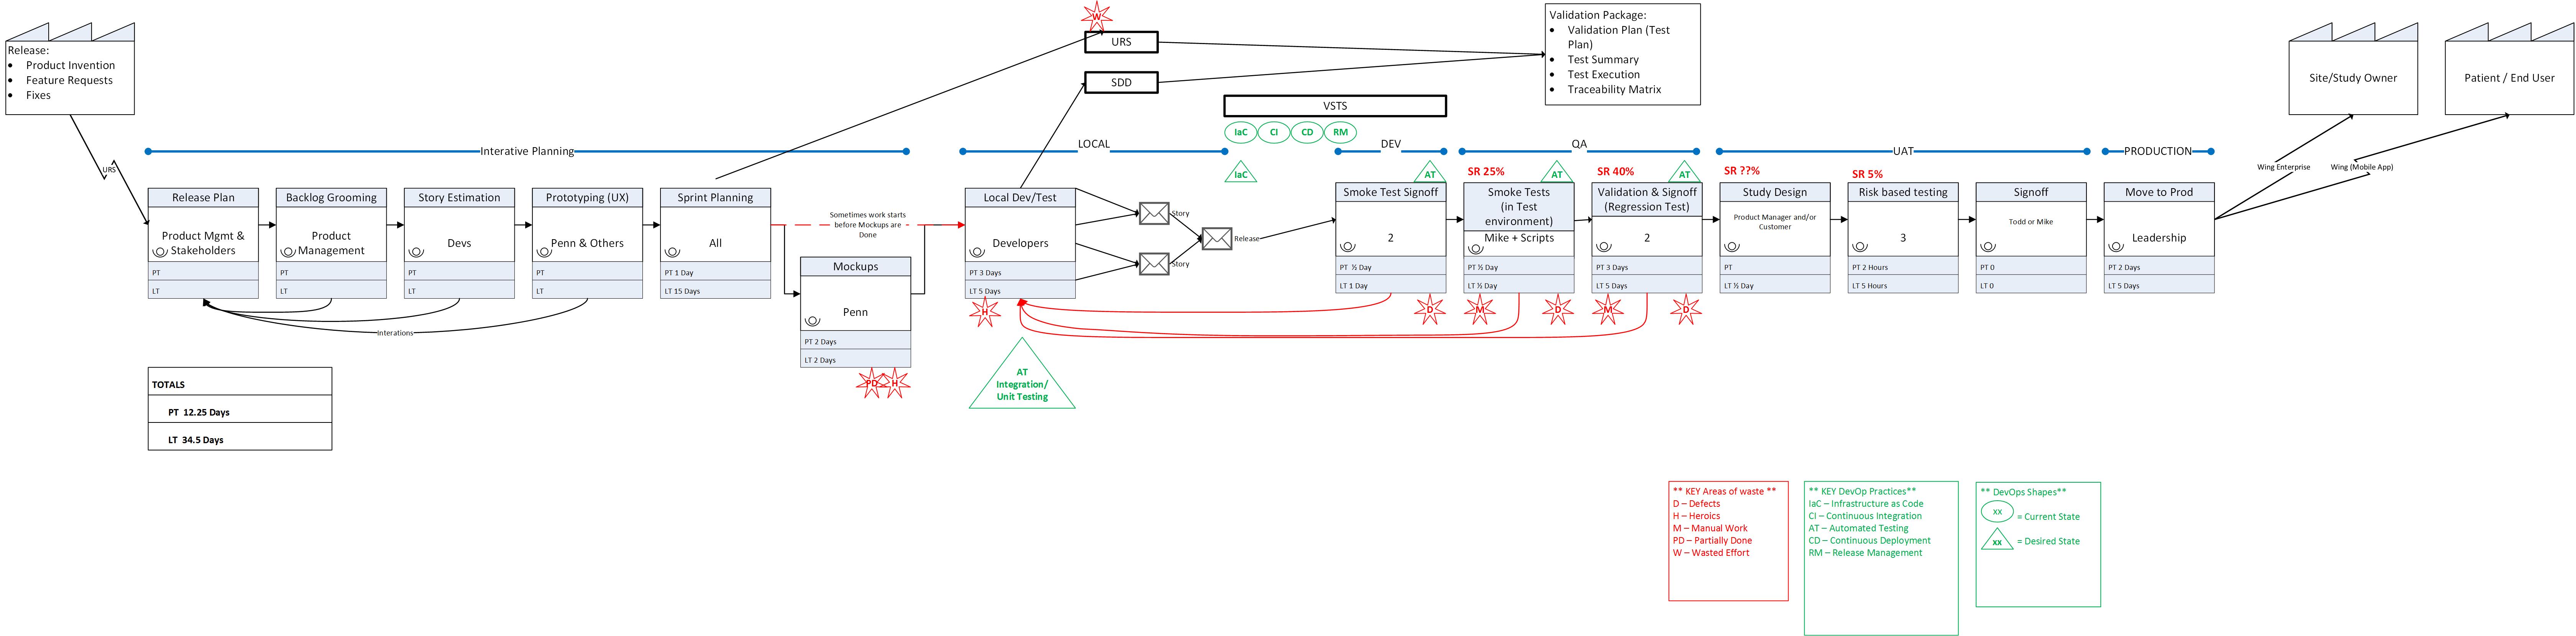 W
URS
SDD
Validation Package:
• Validation Plan (Test
Plan)
• Test Summary
• Test Execution
• Traceability Matrix
Release:
• Product Invention
• Feature Requests
• Fixes
Site/Study Owner
Patient / End User
VSTS
IaC
CI
CD
RM
Interative Planning
LOCAL
DEV
QA
UAT
PRODUCTION
URS
IaC
AT
SR 25%
AT
SR 40%
AT
SR ??%
SR 5%
Wing Enterprise
Wing (Mobile App)
Release Plan
Product Mgmt &
Stakeholders
PT
LT
Backlog Grooming
Product
Management
PT
LT
Story Estimation
Devs
PT
LT
Prototyping (UX)
Penn & Others
PT
LT
Sprint Planning
All
PT 1 Day
LT 15 Days
Sometimes work starts
before Mockups are
Done
Mockups
Penn
PT 2 Days
LT 2 Days
PD
H
Local Dev/Test
Developers
PT 3 Days
LT 5 Days
H
Story
Story
Release
AT
Integration/
Unit Testing
Smoke Test Signoff
2
PT ½ Day
LT 1 Day
D
Smoke Tests
(in Test
environment)
Mike + Scripts
PT ½ Day
LT ½ Day
M
D
Validation & Signoff
(Regression Test)
2
PT 3 Days
LT 5 Days
M
D
Study Design
Product Manager and/or
Customer
PT
LT ½ Day
Risk based testing
3
PT 2 Hours
LT 5 Hours
Signoff
Todd or Mike
PT 0
LT 0
Move to Prod
Leadership
PT 2 Days
LT 5 Days
Interations
TOTALS
PT 12.25 Days
LT 34.5 Days
** KEY Areas of waste **
D – Defects
H – Heroics
M – Manual Work
PD – Partially Done
W – Wasted Effort
** KEY DevOp Practices**
IaC – Infrastructure as Code
CI – Continuous Integration
AT – Automated Testing
CD – Continuous Deployment
RM – Release Management
** DevOps Shapes**
xx = Current State
xx = Desired State